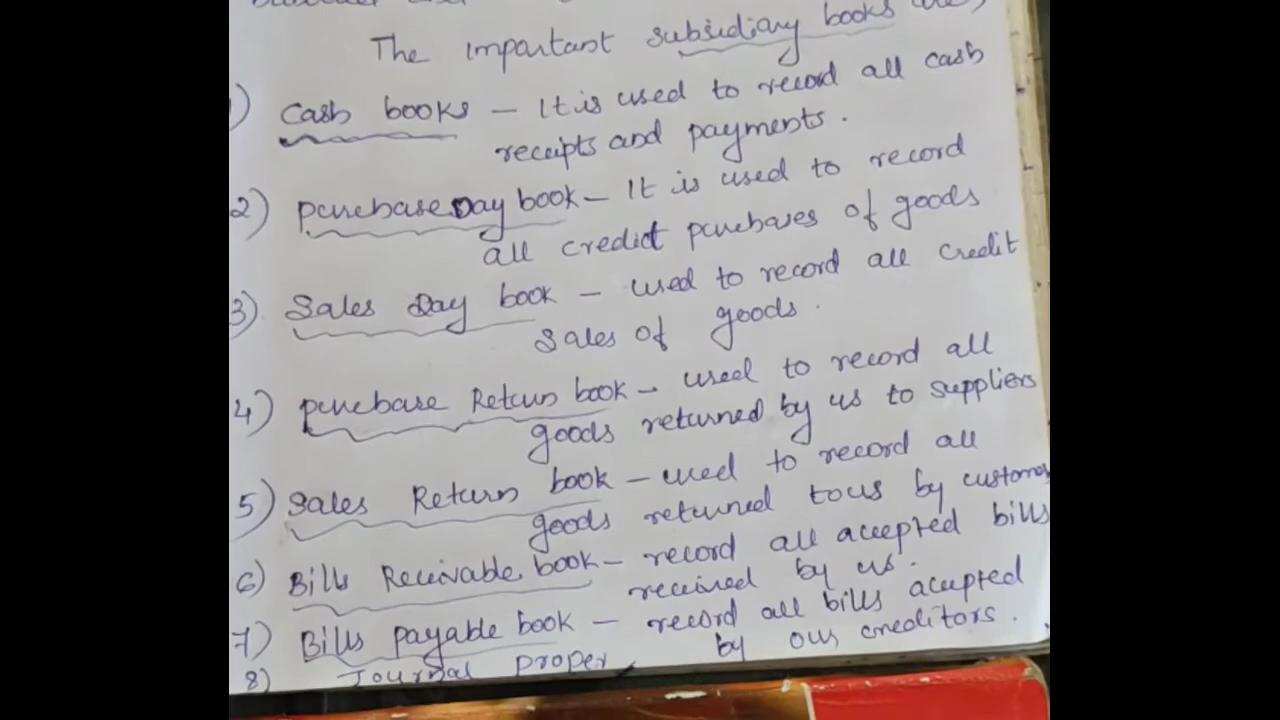 The important subsidiary books are,
1) Cash books – It is used to record all cash
receipts and payments.
2) purchase Day book – It is used to record
all credict purchases of goods
3) Sales Day book – used to record all credit
sales of goods.
4) purchase Return book – used to record all
goods returned by us to suppliers
5) Sales Return book – used to record all
goods returned to us by customers
6) Bills Receivable book – record all accepted bills
received by us.
7) Bills payable book – record all bills accepted
by our creditors.
8) Journal proper